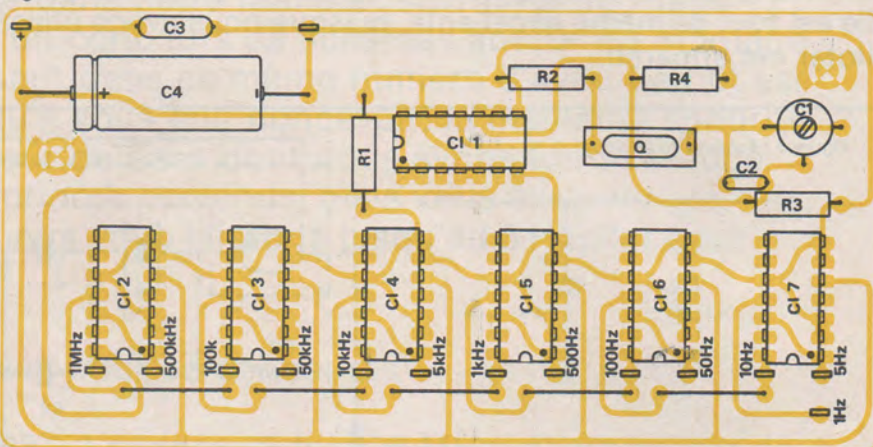 C3
+
-
C4
+
R2
R4
C1
R1
CI 1
Q
C2
R3
CI 2
CI 3
CI 4
CI 5
CI 6
CI 7
1MHz
500kHz
100k
50kHz
10kHz
5kHz
1kHz
500Hz
100Hz
50Hz
10Hz
5Hz
1Hz